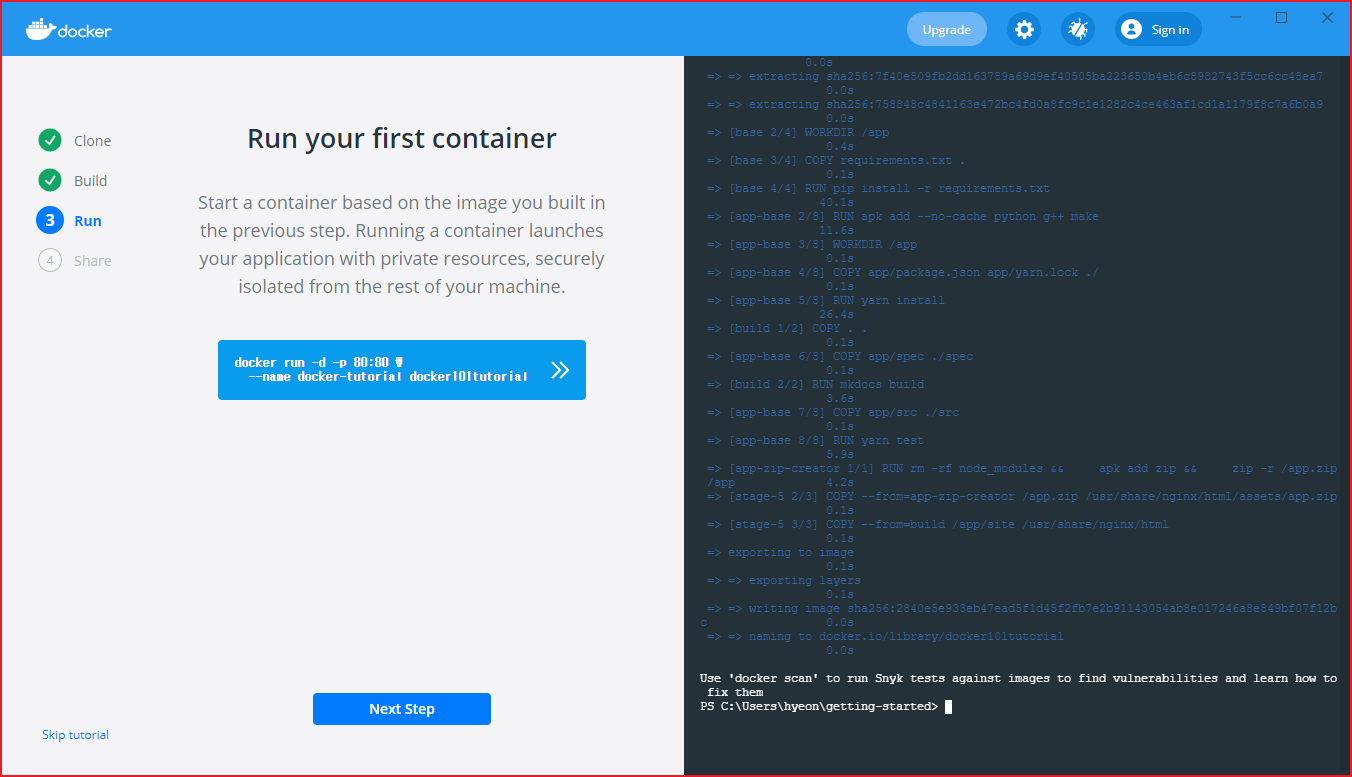 docker
Upgrade
Sign in
Clone
Build
3 Run
4 Share
Run your first container
Start a container based on the image you built in
the previous step. Running a container launches
your application with private resources, securely
isolated from the rest of your machine.
docker run -d -p 80:80 ₩
--name docker-tutorial docker101tutorial
Next Step
Skip tutorial
0.0s
=> => extracting sha256:7f40e809fb2dd163789a69d9ef40505ba223650b4eb6c8982743f5cc6cc48ea7
0.0s
=> => extracting sha256:758848c4841163e472bc4fd0a8fc9c1e1282c4ce463af1cd1a1179f8c7a6b0a9
0.0s
=> [base 2/4] WORKDIR /app
0.4s
=> [base 3/4] COPY requirements.txt .
0.1s
=> [base 4/4] RUN pip install -r requirements.txt
40.1s
=> [app-base 2/8] RUN apk add --no-cache python g++ make
11.6s
=> [app-base 3/8] WORKDIR /app
0.1s
=> [app-base 4/8] COPY app/package.json app/yarn.lock ./
0.1s
=> [app-base 5/8] RUN yarn install
26.4s
=> [build 1/2] COPY . .
0.1s
=> [app-base 6/8] COPY app/spec ./spec
0.1s
=> [build 2/2] RUN mkdocs build
3.6s
=> [app-base 7/8] COPY app/src ./src
0.1s
=> [app-base 8/8] RUN yarn test
5.9s
=> [app-zip-creator 1/1] RUN rm -rf node_modules && apk add zip && zip -r /app.zip
/app 4.2s
=> [stage-5 2/3] COPY --from=app-zip-creator /app.zip /usr/share/nginx/html/assets/app.zip
0.1s
=> [stage-5 3/3] COPY --from=build /app/site /usr/share/nginx/html
0.1s
=> exporting to image
0.1s
=> => exporting layers
0.1s
=> => writing image sha256:2840e5e933eb47ead5f1d45f2fb7e2b91143054ab8e017246a8e849bf07f12b
c 0.0s
=> => naming to docker.io/library/docker101tutorial
0.0s
Use 'docker scan' to run Snyk tests against images to find vulnerabilities and learn how to
fix them
PS C:\Users\hyeon\getting-started>